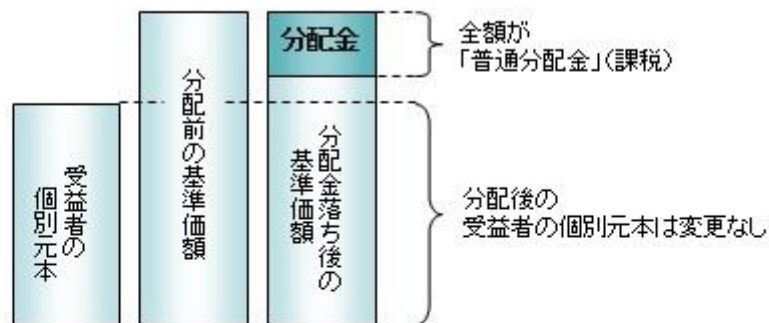 受益者の
個別元本
分配前の基準価額
分配金
分配金落ち後の
基準価額
全額が
「普通分配金」(課税)
分配後の
受益者の個別元本は変更なし